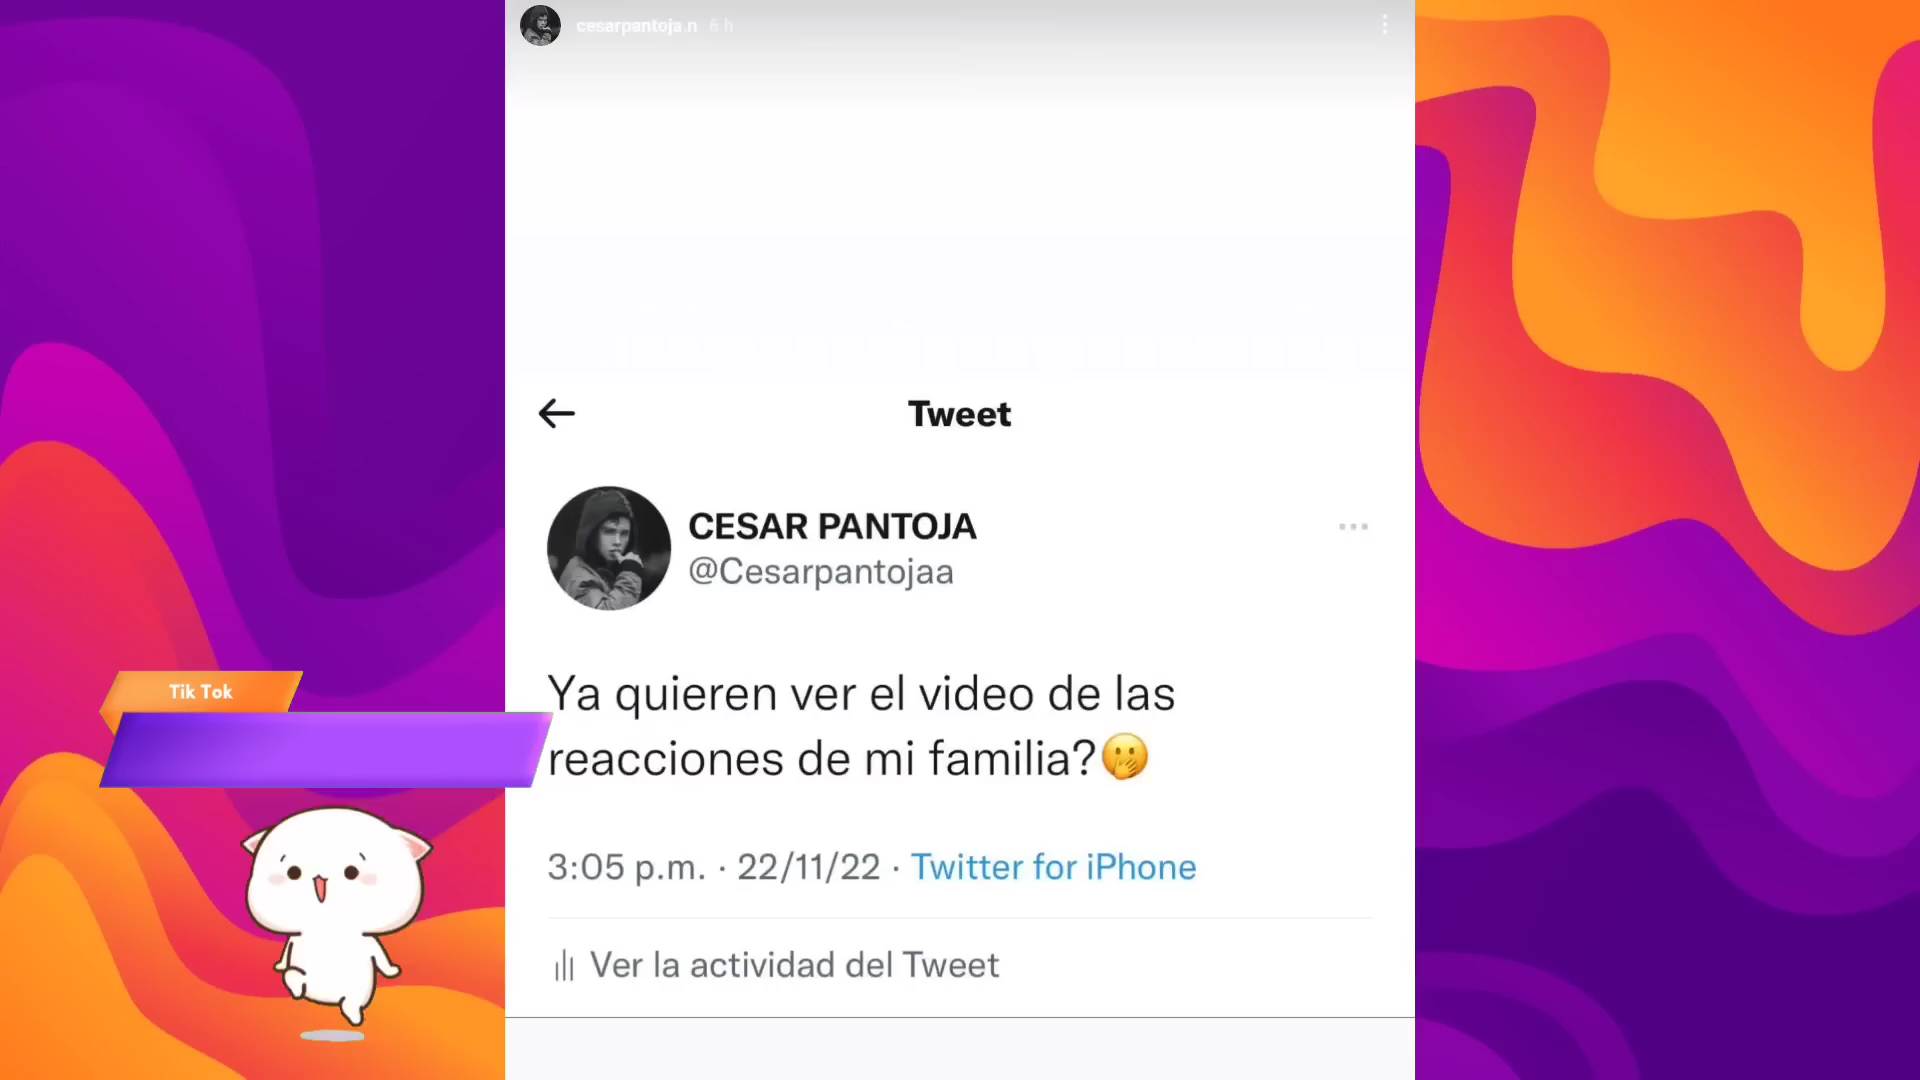 cesarpantoja.n 6 h
Tweet
CESAR PANTOJA
@Cesarpantojaa
Tik Tok
Ya quieren ver el video de las
reacciones de mi familia?🤭
3:05 p.m. · 22/11/22 · Twitter for iPhone
Ver la actividad del Tweet